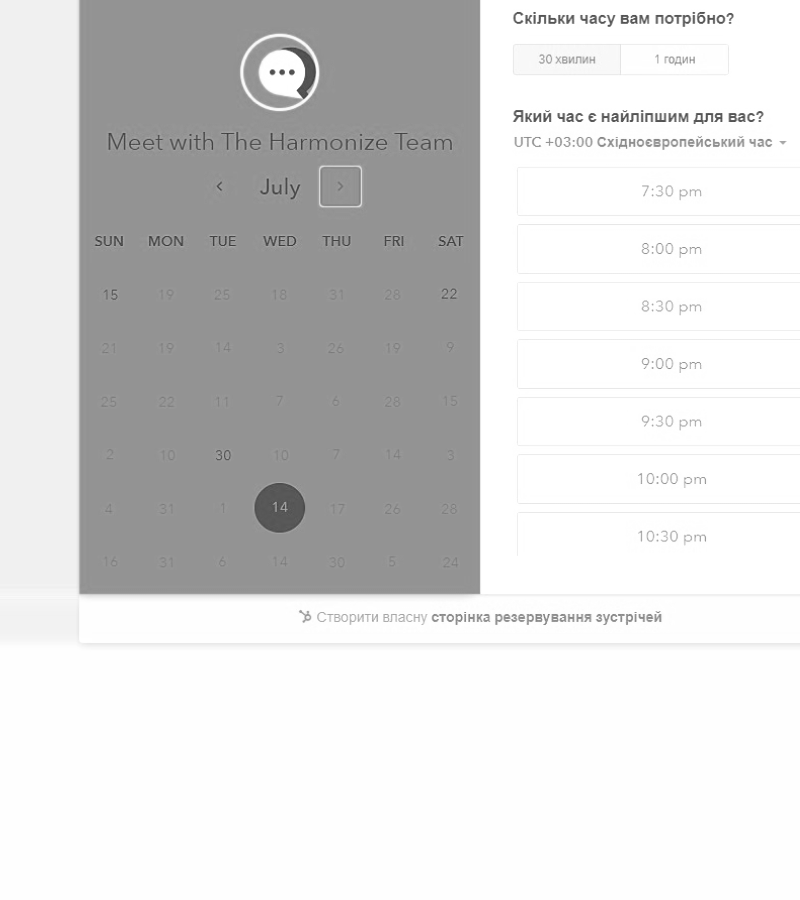 Meet with The Harmonize Team
July
SUN MON TUE WED THU FRI SAT
15 19 25 18 31 28 22
21 19 14 3 26 19 9
25 22 11 7 6 28 15
2 10 30 10 7 14 3
4 31 1 14 17 26 28
16 31 6 14 30 5 24
Скільки часу вам потрібно?
30 хвилин 1 годин
Який час є найліпшим для вас?
UTC +03:00 Східноєвропейський час
7:30 pm
8:00 pm
8:30 pm
9:00 pm
9:30 pm
10:00 pm
10:30 pm
Створити власну сторінка резервування зустрічей